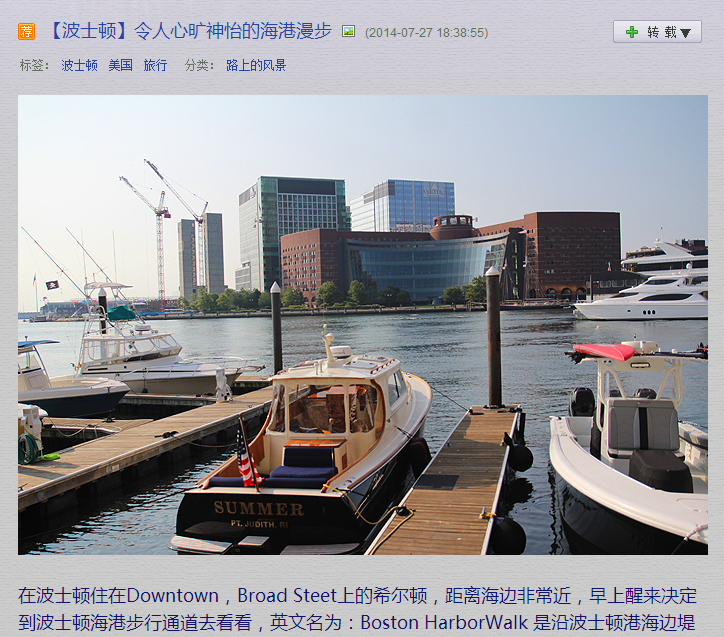 荐 【波士顿】令人心旷神怡的海港漫步 (2014-07-27 18:38:55) 转载▼
标签： 波士顿 美国 旅行 分类： 路上的风景
SUMMER
PT. JUDITH, RI
在波士顿住在Downtown，Broad Steet上的希尔顿，距离海边非常近，早上醒来决定
到波士顿海港步行通道去看看，英文名为：Boston HarborWalk 是沿波士顿港海边堤